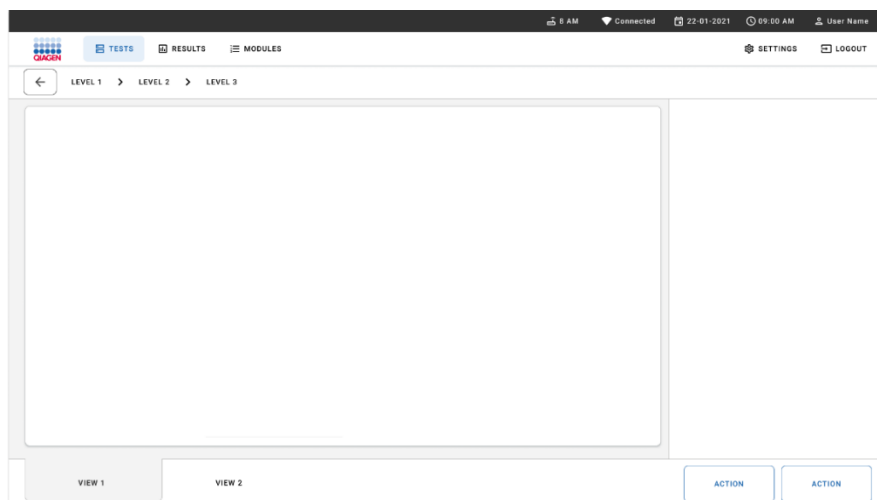 8 AM Connected 22-01-2021 09:00 AM User Name
QIAGEN TESTS RESULTS MODULES SETTINGS LOGOUT
LEVEL 1 > LEVEL 2 > LEVEL 3
VIEW 1 VIEW 2 ACTION ACTION